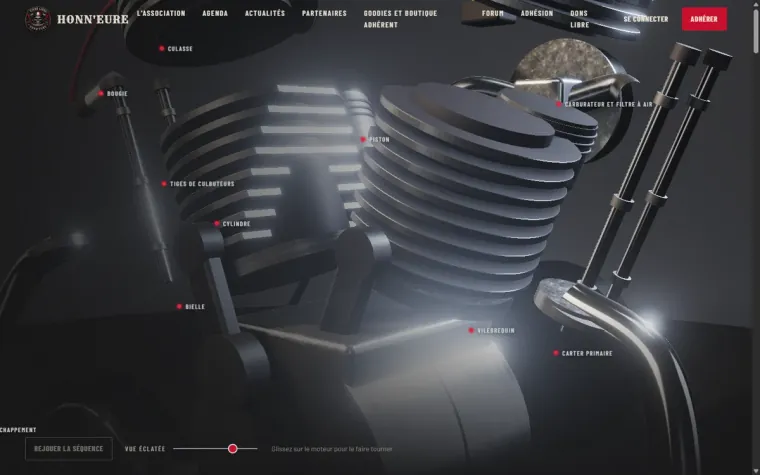 HONN'EURE
L'ASSOCIATION
AGENDA
ACTUALITÉS
PARTENAIRES
GOODIES ET BOUTIQUE
ADHÉRENT
FORUM
LIBRE
ADHÉSION
DONS
SE CONNECTER
ADHÉRER
CULASSE
BOUGIE
CARBURATEUR ET FILTRE À AIR
PISTON
TIGES DE CULBUTEURS
CYLINDRE
BIELLE
VILEBREQUIN
CARTER PRIMAIRE
CHAPPEMENT
REJOUER LA SÉQUENCE
VUE ÉCLATÉE
Glissez sur le moteur pour le faire tourner